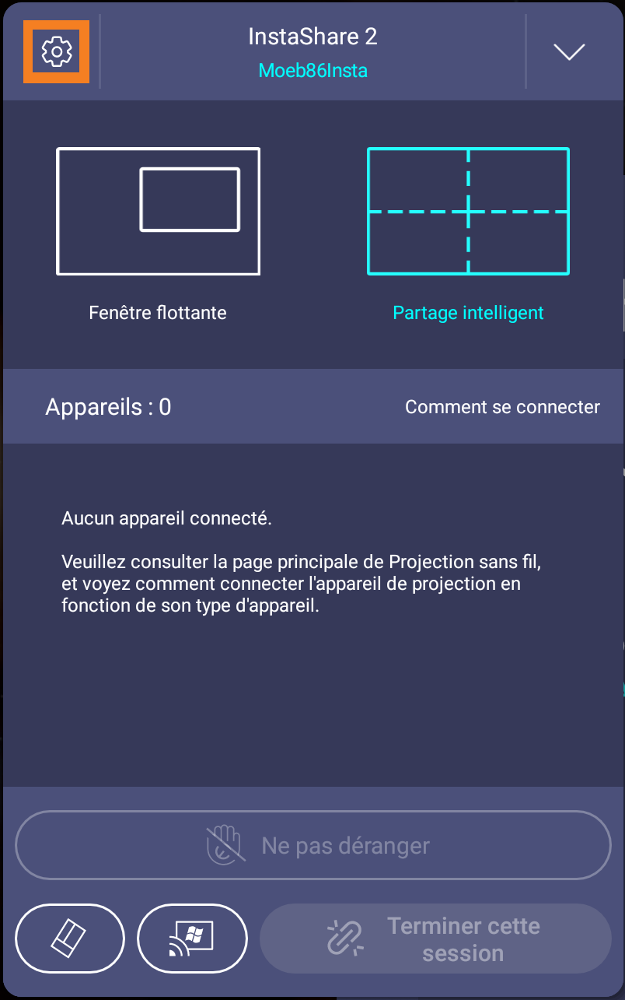 InstaShare 2
Moeb86Insta
Fenêtre flottante
Partage intelligent
Appareils : 0
Comment se connecter
Aucun appareil connecté.
Veuillez consulter la page principale de Projection sans fil,
et voyez comment connecter l'appareil de projection en
fonction de son type d'appareil.
Ne pas déranger
Terminer cette
session